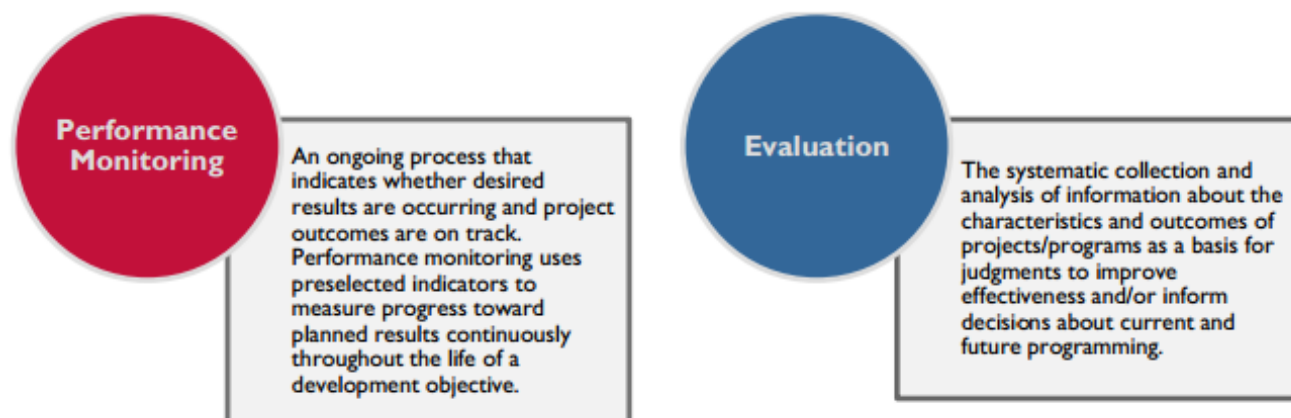 Performance
Monitoring
An ongoing process that
indicates whether desired
results are occurring and project
outcomes are on track.
Performance monitoring uses
preselected indicators to
measure progress toward
planned results continuously
throughout the life of a
development objective.
Evaluation
The systematic collection and
analysis of information about the
characteristics and outcomes of
projects/programs as a basis for
judgments to improve
effectiveness and/or inform
decisions about current and
future programming.